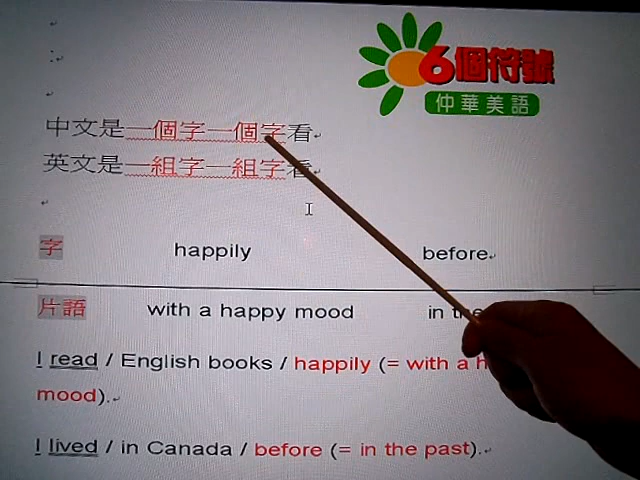 6個符號
仲華美語
中文是一個字一個字看
英文是一組字一組字看
字 happily before
片語 with a happy mood in the
I read / English books / happily (= with a h
mood).
I lived / in Canada / before (= in the past).